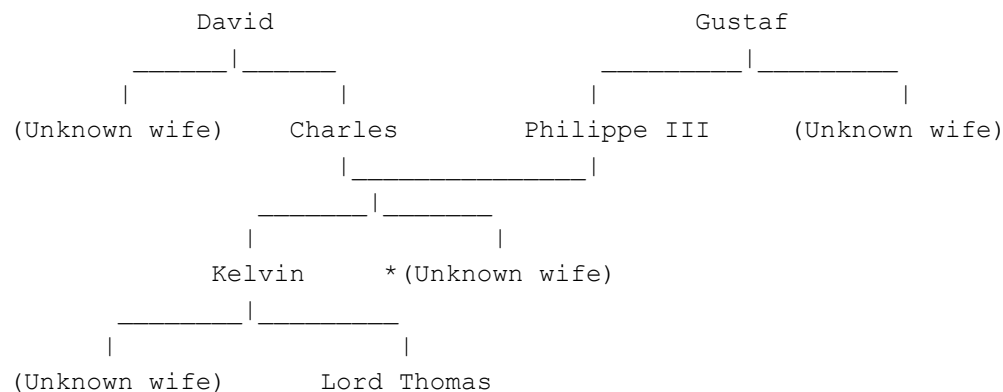 David Gustaf
(Unknown wife) Charles Philippe III (Unknown wife)
Kelvin *(Unknown wife)
(Unknown wife) Lord Thomas